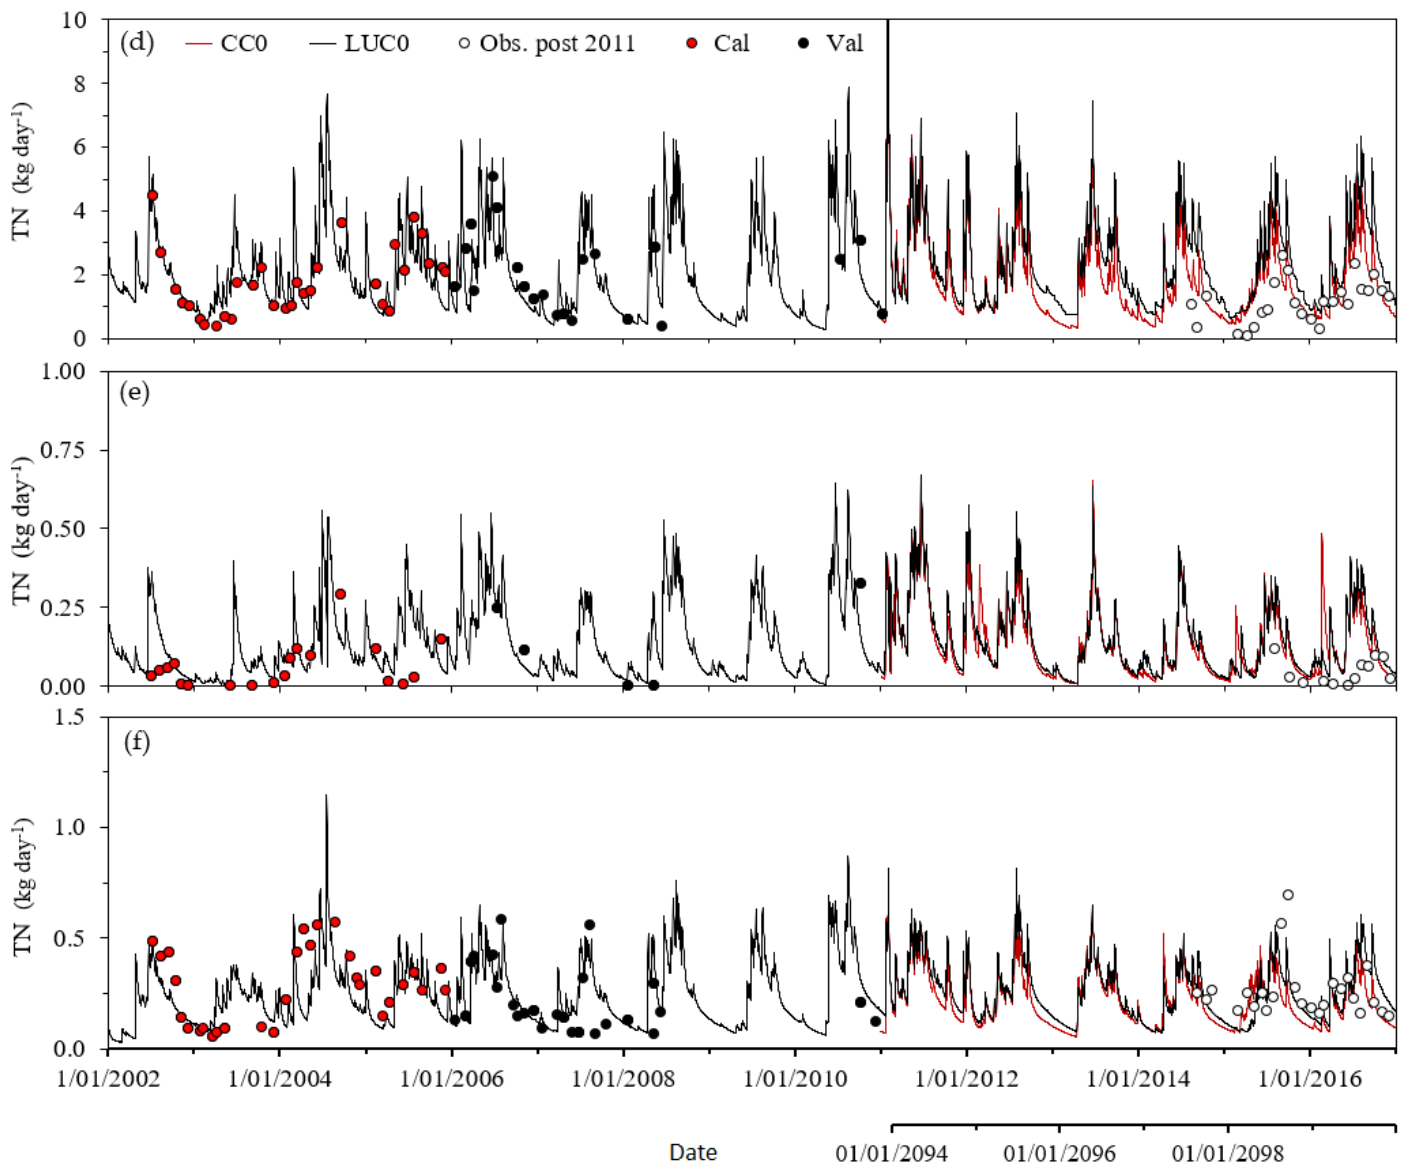 (d) CC0 LUC0 Obs. post 2011 Cal Val
10
8
6
4
2
0
TN (kg day⁻¹)
(e)
1.00
0.75
0.50
0.25
0.00
TN (kg day⁻¹)
(f)
1.5
1.0
0.5
0.0
TN (kg day⁻¹)
1/01/2002 1/01/2004 1/01/2006 1/01/2008 1/01/2010 1/01/2012 1/01/2014 1/01/2016
Date 01/01/2094 01/01/2096 01/01/2098